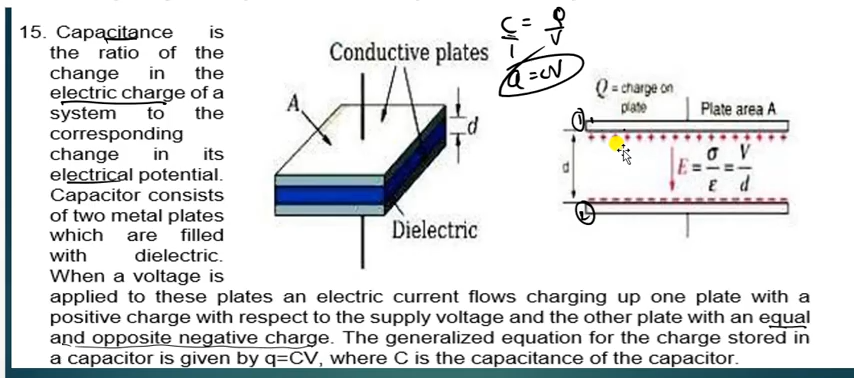 15. Capacitance is
the ratio of the
change in the
electric charge of a
system to the
corresponding
change in its
electrical potential.
Capacitor consists
of two metal plates
which are filled
with dielectric.
When a voltage is
applied to these plates an electric current flows charging up one plate with a
positive charge with respect to the supply voltage and the other plate with an equal
and opposite negative charge. The generalized equation for the charge stored in
a capacitor is given by q=CV, where C is the capacitance of the capacitor.
Conductive plates
A
d
Dielectric
C/1 = Q/V
Q=CV
Q = charge on
plate
Plate area A
1
d
E = σ/ε = V/d
2